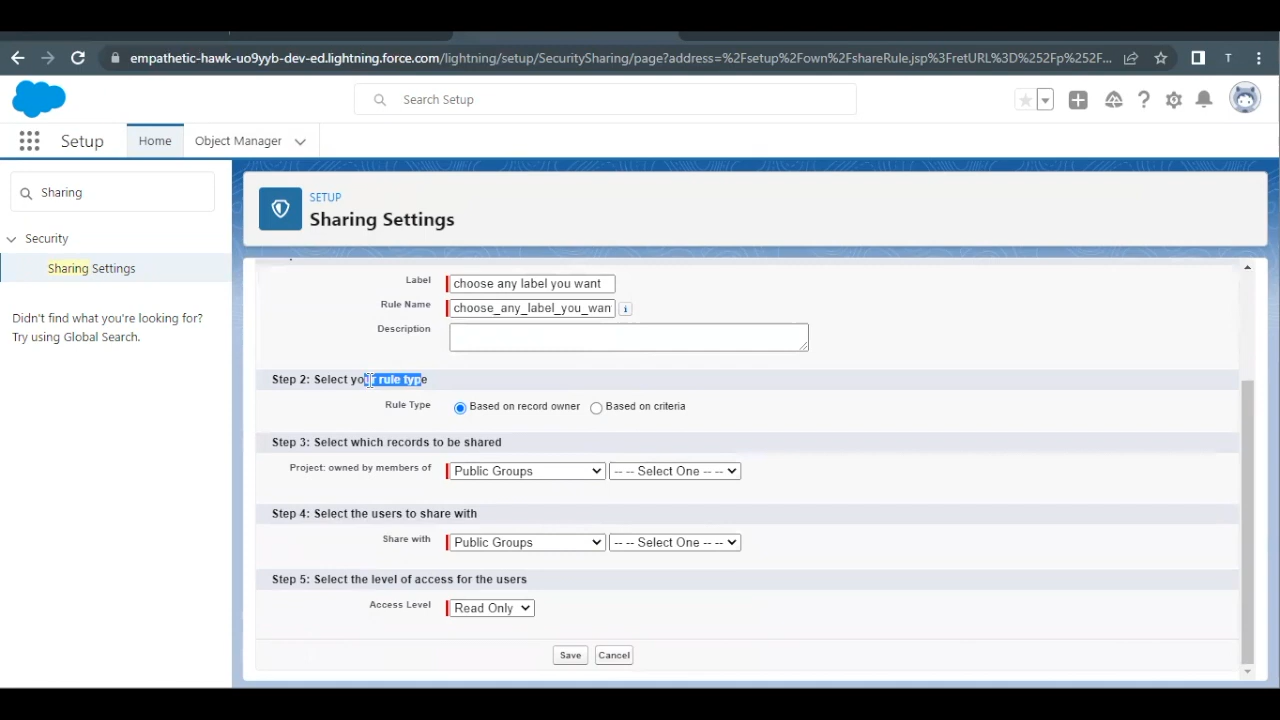 empathetic-hawk-uo9yyb-dev-ed.lightning.force.com/lightning/setup/SecuritySharing/page?address=%2Fsetup%2Fown%2FshareRule.jsp%3FretURL%3D%252Fp%252F...
T
Search Setup
Setup
Home
Object Manager
Sharing
SETUP
Sharing Settings
Security
Sharing Settings
Didn't find what you're looking for?
Try using Global Search.
Label
choose any label you want
Rule Name
choose_any_label_you_wan
i
Description
Step 2: Select your rule type
Rule Type
Based on record owner
Based on criteria
Step 3: Select which records to be shared
Project: owned by members of
Public Groups
-- -- Select One -- --
Step 4: Select the users to share with
Share with
Public Groups
-- -- Select One -- --
Step 5: Select the level of access for the users
Access Level
Read Only
Save
Cancel